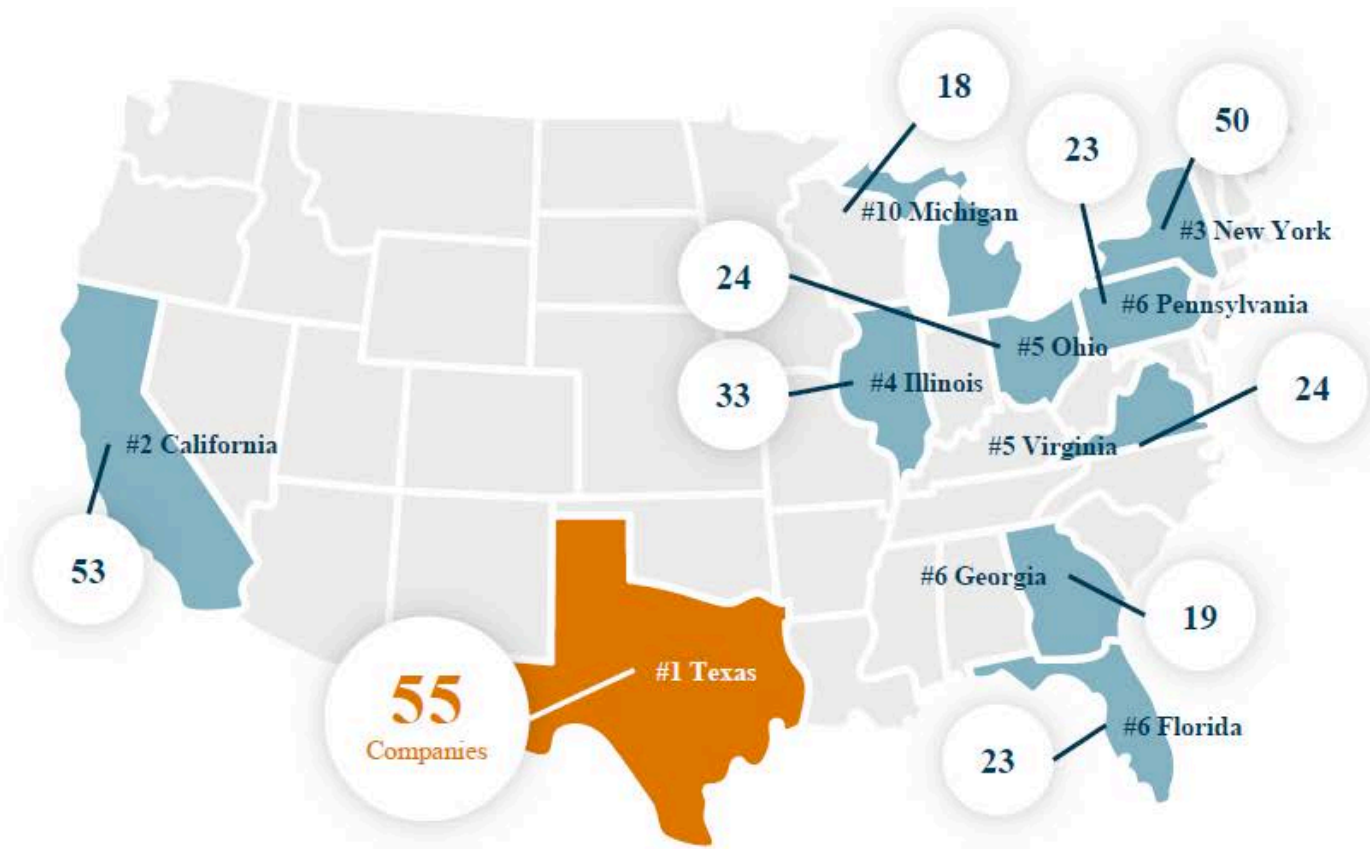 18
50
23
#10 Michigan
#3 New York
24
#6 Pennsylvania
#5 Ohio
33
#4 Illinois
24
#2 California
#5 Virginia
53
#6 Georgia
19
55
Companies
#1 Texas
#6 Florida
23